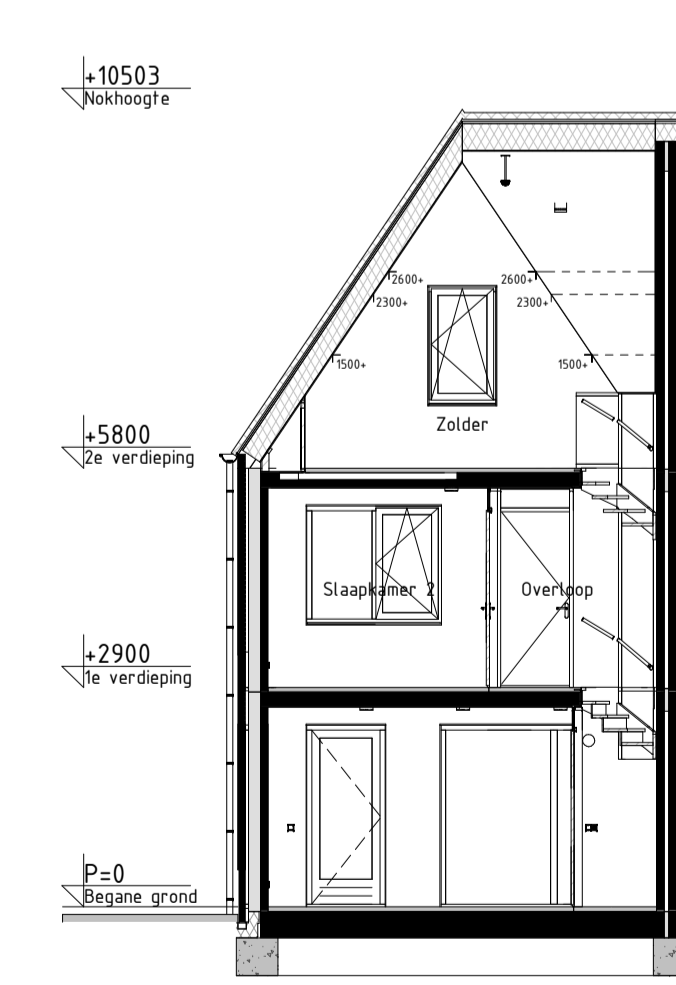 +10503
Nokhoogte
2600+ 2600+
2300+ 2300+
1500+ 1500+
Zolder
+5800
2e verdieping
Slaapkamer 2 Overloop
+2900
1e verdieping
P=0
Begane grond